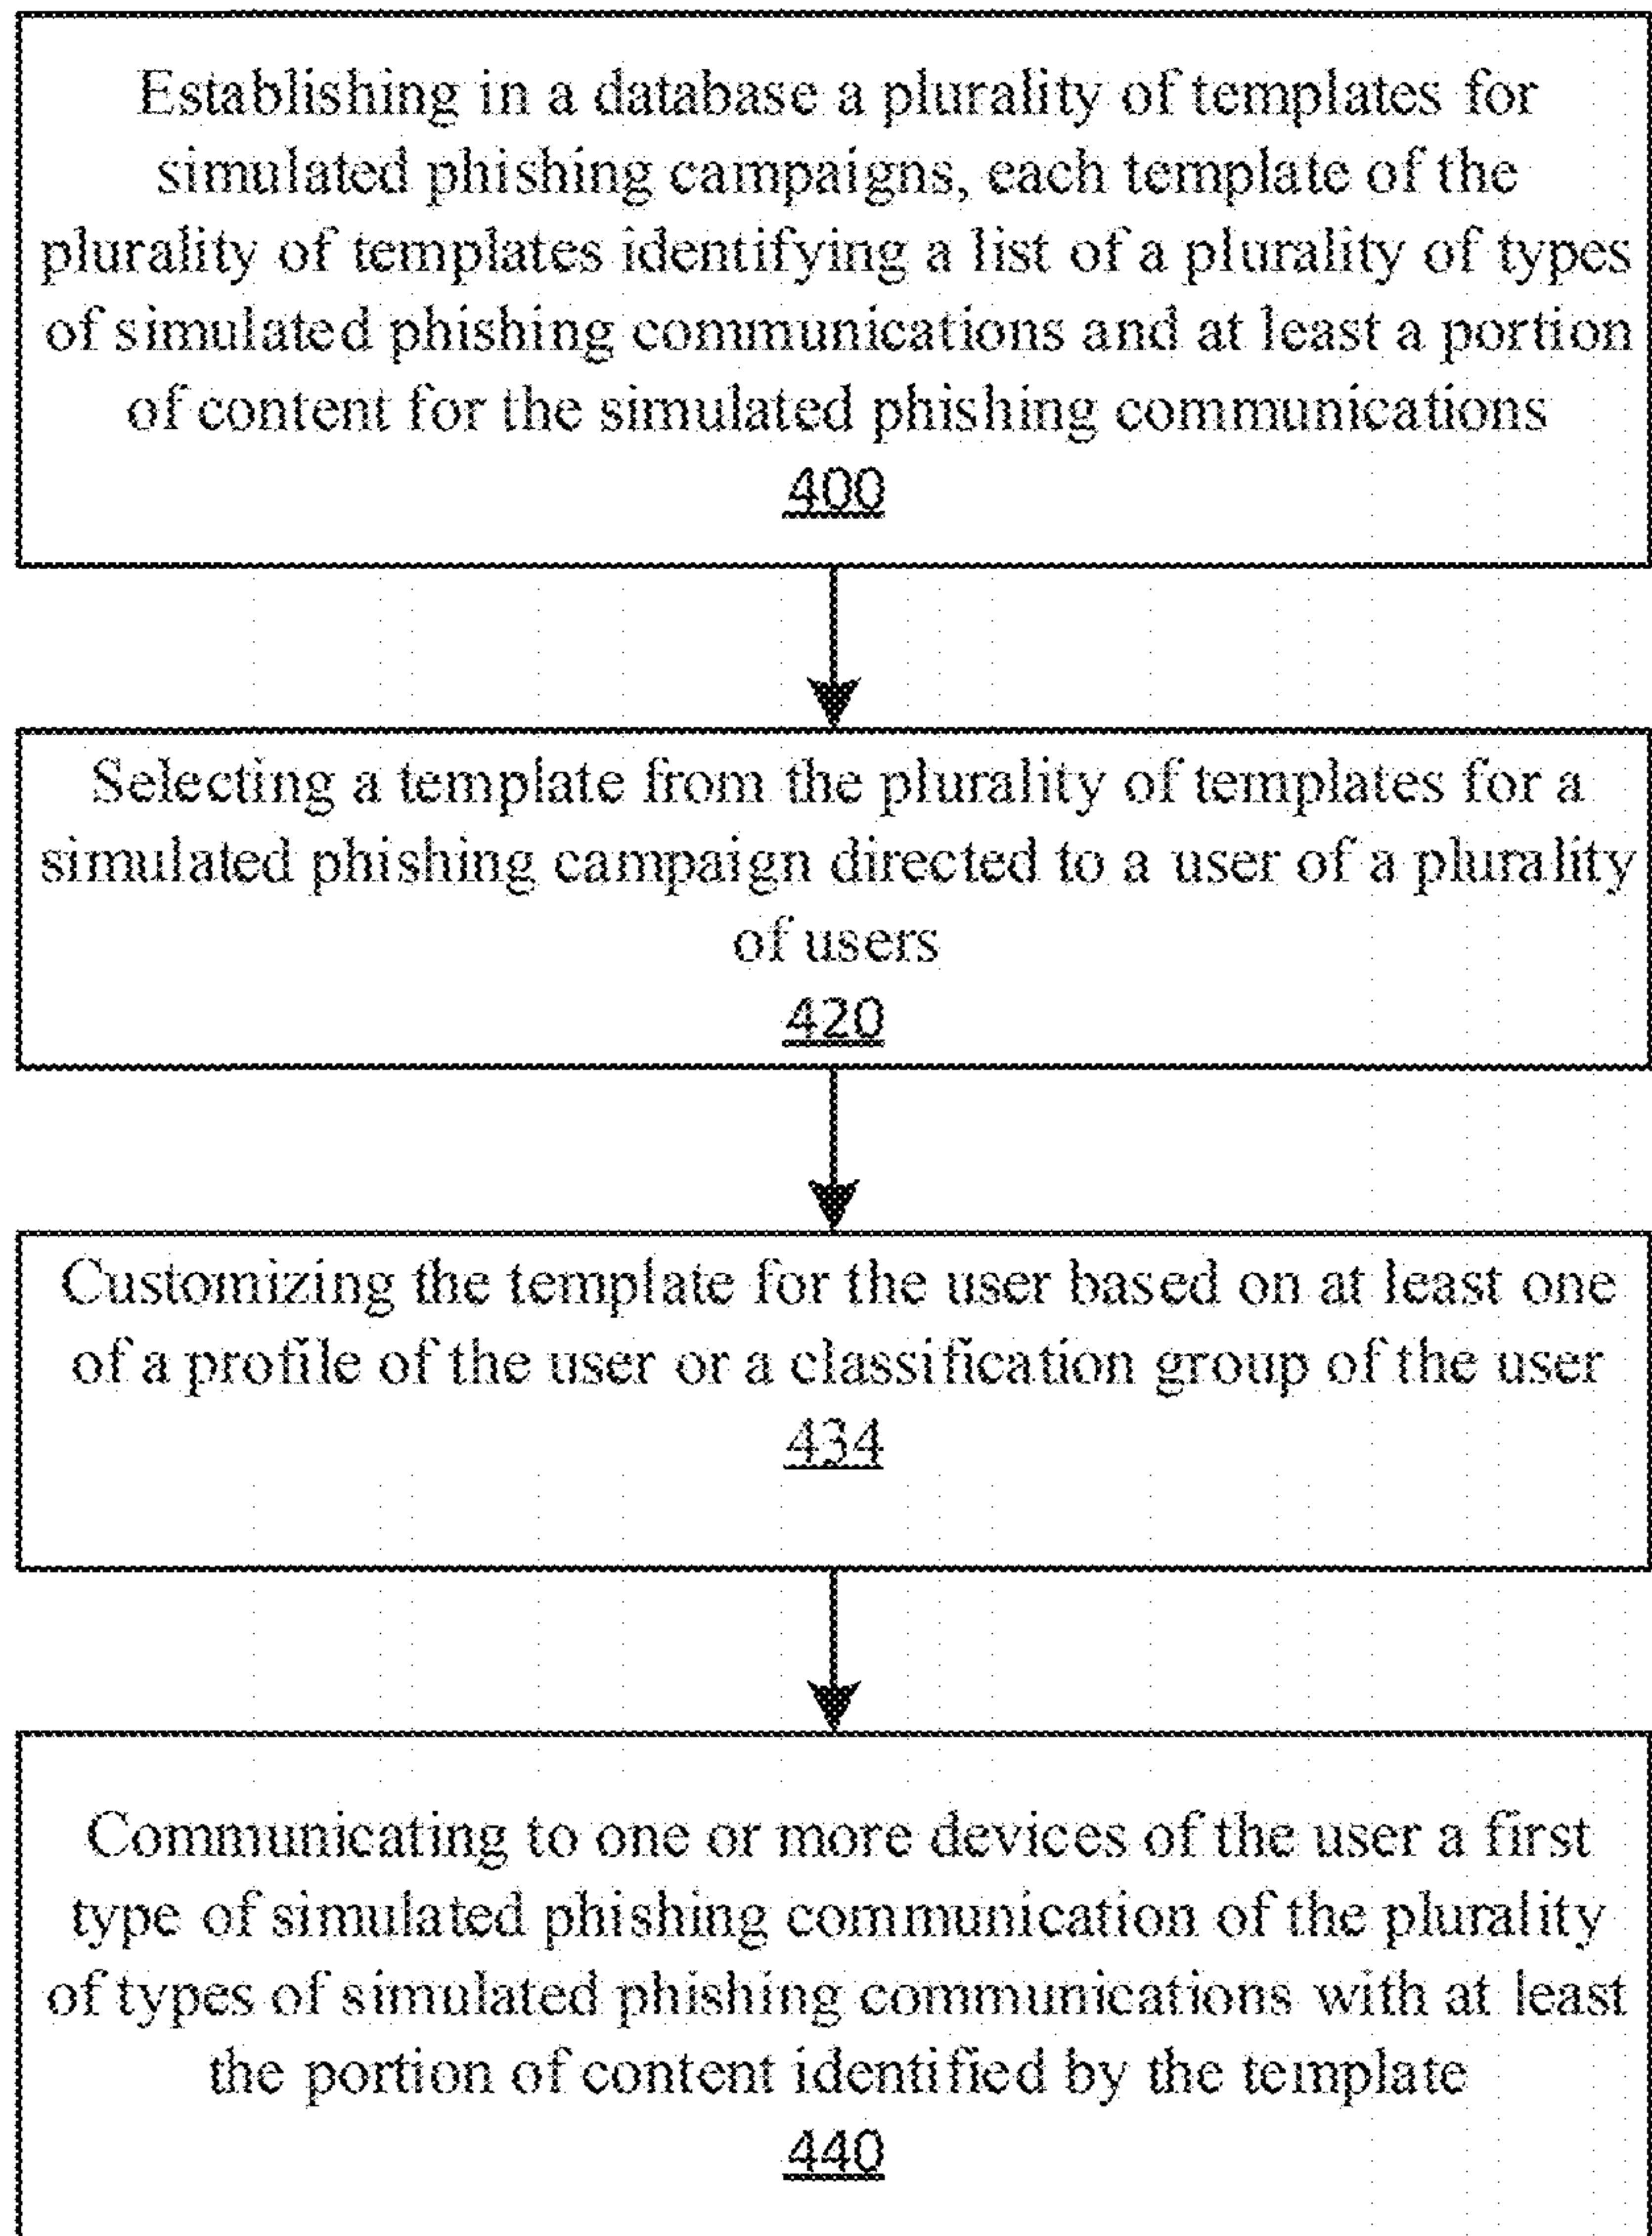 Establishing in a database a plurality of templates for
simulated phishing campaigns, each template of the
plurality of templates identifying a list of a plurality of types
of simulated phishing communications and at least a portion
of content for the simulated phishing communications
400
Selecting a template from the plurality of templates for a
simulated phishing campaign directed to a user of a plurality
of users
420
Customizing the template for the user based on at least one
of a profile of the user or a classification group of the user
434
Communicating to one or more devices of the user a first
type of simulated phishing communication of the plurality
of types of simulated phishing communications with at least
the portion of content identified by the template
440